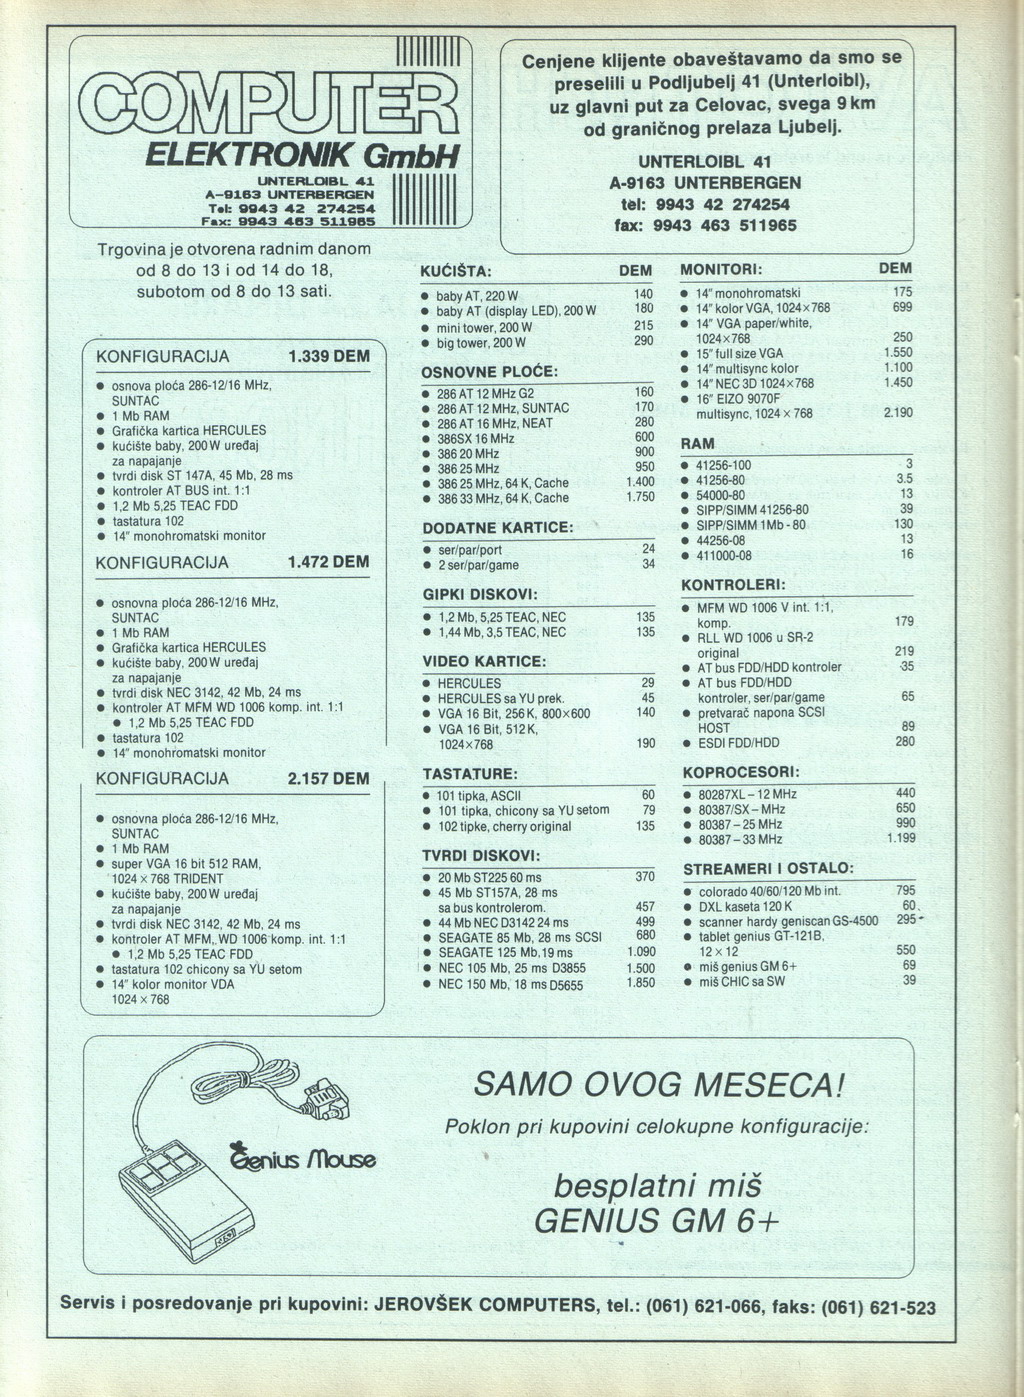 COMPUTER
ELEKTRONIK GmbH
UNTERLOIBL 41
A-9163 UNTERBERGEN
Tel: 9943 42 274254
Fax: 9943 463 511985
Trgovina je otvorena radnim danom
od 8 do 13 i od 14 do 18,
subotom od 8 do 13 sati.
Cenjene klijente obaveštavamo da smo se
preselili u Podljubelj 41 (Unterloibl),
uz glavni put za Celovac, svega 9 km
od graničnog prelaza Ljubelj.
UNTERLOIBL 41
A-9163 UNTERBERGEN
tel: 9943 42 274254
fax: 9943 463 511965
KONFIGURACIJA 1.339 DEM
• osnova ploća 286-12/16 MHz,
SUNTAC
• 1 Mb RAM
• Grafička kartica HERCULES
• kućište baby, 200 W uređaj
za napajanje
• tvrdi disk ST 147A, 45 Mb, 28 ms
• kontroler AT BUS int. 1:1
• 1,2 Mb 5,25 TEAC FDD
• tastatura 102
• 14" monohromatski monitor
KONFIGURACIJA 1.472 DEM
• osnovna ploća 286-12/16 MHz,
SUNTAC
• 1 Mb RAM
• Grafička kartica HERCULES
• kućište baby, 200 W uređaj
za napajanje
• tvrdi disk NEC 3142, 42 Mb, 24 ms
• kontroler AT MFM WD 1006 komp. int. 1:1
• 1,2 Mb 5,25 TEAC FDD
• tastatura 102
• 14" monohromatski monitor
KONFIGURACIJA 2.157 DEM
• osnovna ploća 286-12/16 MHz,
SUNTAC
• 1 Mb RAM
• super VGA 16 bit 512 RAM,
1024 x 768 TRIDENT
• kućište baby, 200 W uređaj
za napajanje
• tvrdi disk NEC 3142, 42 Mb, 24 ms
• kontroler AT MFM, WD 1006 komp. int. 1:1
• 1,2 Mb 5,25 TEAC FDD
• tastatura 102 chicony sa YU setom
• 14" kolor monitor VDA
1024 x 768
KUĆIŠTA: DEM
• baby AT, 220 W 140
• baby AT (display LED), 200 W 180
• mini tower, 200 W 215
• big tower, 200 W 290
OSNOVNE PLOĆE:
• 286 AT 12 MHz G2 160
• 286 AT 12 MHz, SUNTAC 170
• 286 AT 16 MHz, NEAT 280
• 386SX 16 MHz 600
• 386 20 MHz 900
• 386 25 MHz 950
• 386 25 MHz, 64 K, Cache 1.400
• 386 33 MHz, 64 K, Cache 1.750
DODATNE KARTICE:
• ser/par/port 24
• 2 ser/par/game 34
GIPKI DISKOVI:
• 1,2 Mb, 5,25 TEAC, NEC 135
• 1,44 Mb, 3,5 TEAC, NEC 135
VIDEO KARTICE:
• HERCULES 29
• HERCULES sa YU prek. 45
• VGA 16 Bit, 256 K, 800x600 140
• VGA 16 Bit, 512 K,
1024x768 190
TASTATURE:
• 101 tipka, ASCII 60
• 101 tipka, chicony sa YU setom 79
• 102 tipke, cherry original 135
TVRDI DISKOVI:
• 20 Mb ST225 60 ms 370
• 45 Mb ST157A, 28 ms
sa bus kontrolerom. 457
• 44 Mb NEC D3142 24 ms 499
• SEAGATE 85 Mb, 28 ms SCSI 680
• SEAGATE 125 Mb, 19 ms 1.090
• NEC 105 Mb, 25 ms D3855 1.500
• NEC 150 Mb, 18 ms D5655 1.850
MONITORI: DEM
• 14" monohromatski 175
• 14" kolor VGA, 1024x768 699
• 14" VGA paper/white,
1024x768 250
• 15" full size VGA 1.550
• 14" multisync kolor 1.100
• 14" NEC 3D 1024x768 1.450
• 16" EIZO 9070F
multisync, 1024 x 768 2.190
RAM
• 41256-100 3
• 41256-80 3.5
• 54000-80 13
• SIPP/SIMM 41256-80 39
• SIPP/SIMM 1Mb - 80 130
• 44256-08 13
• 411000-08 16
KONTROLERI:
• MFM WD 1006 V int. 1:1,
komp. 179
• RLL WD 1006 u SR-2
original 219
• AT bus FDD/HDD kontroler 35
• AT bus FDD/HDD
kontroler, ser/par/game 65
• pretvarač napona SCSI
HOST 89
• ESDI FDD/HDD 280
KOPROCESORI:
• 80287XL – 12 MHz 440
• 80387/SX – MHz 650
• 80387 – 25 MHz 990
• 80387 – 33 MHz 1.199
STREAMERI I OSTALO:
• colorado 40/60/120 Mb int. 795
• DXL kaseta 120 K 60
• scanner hardy geniscan GS-4500 295
• tablet genius GT-121B,
12 x 12 550
• miš genius GM 6+ 69
• miš CHIC sa SW 39
Genius Mouse
SAMO OVOG MESECA!
Poklon pri kupovini celokupne konfiguracije:
besplatni miš
GENIUS GM 6+
Servis i posredovanje pri kupovini: JEROVŠEK COMPUTERS, tel.: (061) 621-066, faks: (061) 621-523